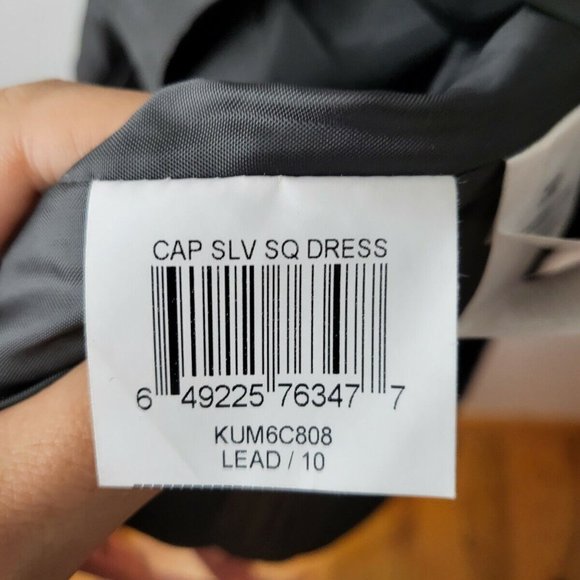 CAP SLV SQ DRESS
6 49225 76347 7
KUM6C808
LEAD / 10